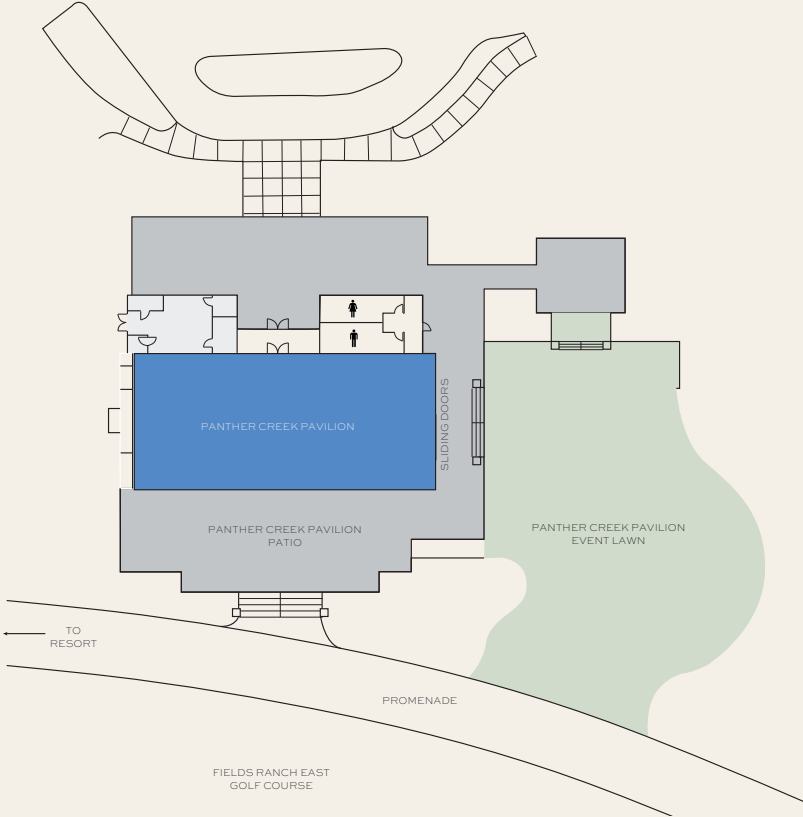 PANTHER CREEK PAVILION
SLIDING DOORS
PANTHER CREEK PAVILION
PATIO
PANTHER CREEK PAVILION
EVENT LAWN
TO
RESORT
PROMENADE
FIELDS RANCH EAST
GOLF COURSE